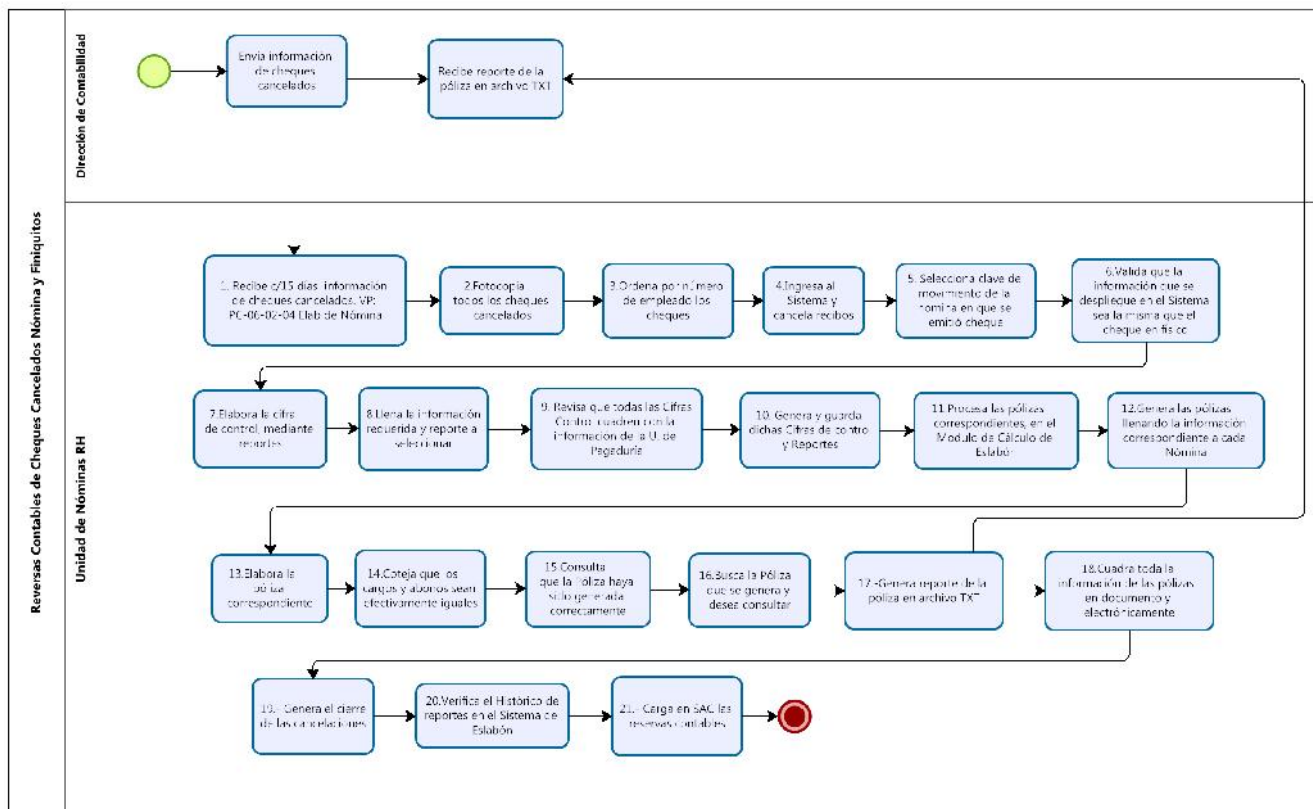 Reversas Contables de Cheques Cancelados Nómina y Finiquitos
Dirección de Contabilidad
Envía información
de cheques
cancelados
Recibe reporte de la
póliza en archivo TXT
Unidad de Nóminas RH
1. Recibe c/15 días información
de cheques cancelados. VP:
PC-06-02-04 Elab de Nómina
2.Fotocopia
todos los cheques
cancelados
3.Ordena por número
de empleado los
cheques
4.Ingresa al
Sistema y
cancela recibos
5. Selecciona clave de
movimiento de la
nomina en que se
emitió cheque
6.Valida que la
información que se
despliegue en el Sistema
sea la misma que el
cheque en físico
7.Elabora la cifra
de control, mediante
reportes
8.Llena la información
requerida y reporte a
seleccionar
9. Revisa que todas las Cifras
Control cuadren con la
información de la U. de
Pagaduría
10. Genera y guarda
dichas Cifras de control
y Reportes
11.Procesa las pólizas
correspondientes, en el
Modulo de Cálculo de
Eslabón
12.Genera las pólizas
llenando la información
correspondiente a cada
Nómina
13.Elabora la
póliza
correspondiente
14.Coteja que los
cargos y abonos sean
efectivamente iguales
15.Consulta
que la Póliza haya
sido generada
correctamente
16.Busca la Póliza
que se genera y
desea consultar
17.-Genera reporte de la
póliza en archivo TXT
18.Cuadra toda la
información de las pólizas
en documento y
electrónicamente
19.- Genera el cierre
de las cancelaciones
20.Verifica el Histórico de
reportes en el Sistema de
Eslabón
21.- Carga en SAC las
reservas contables